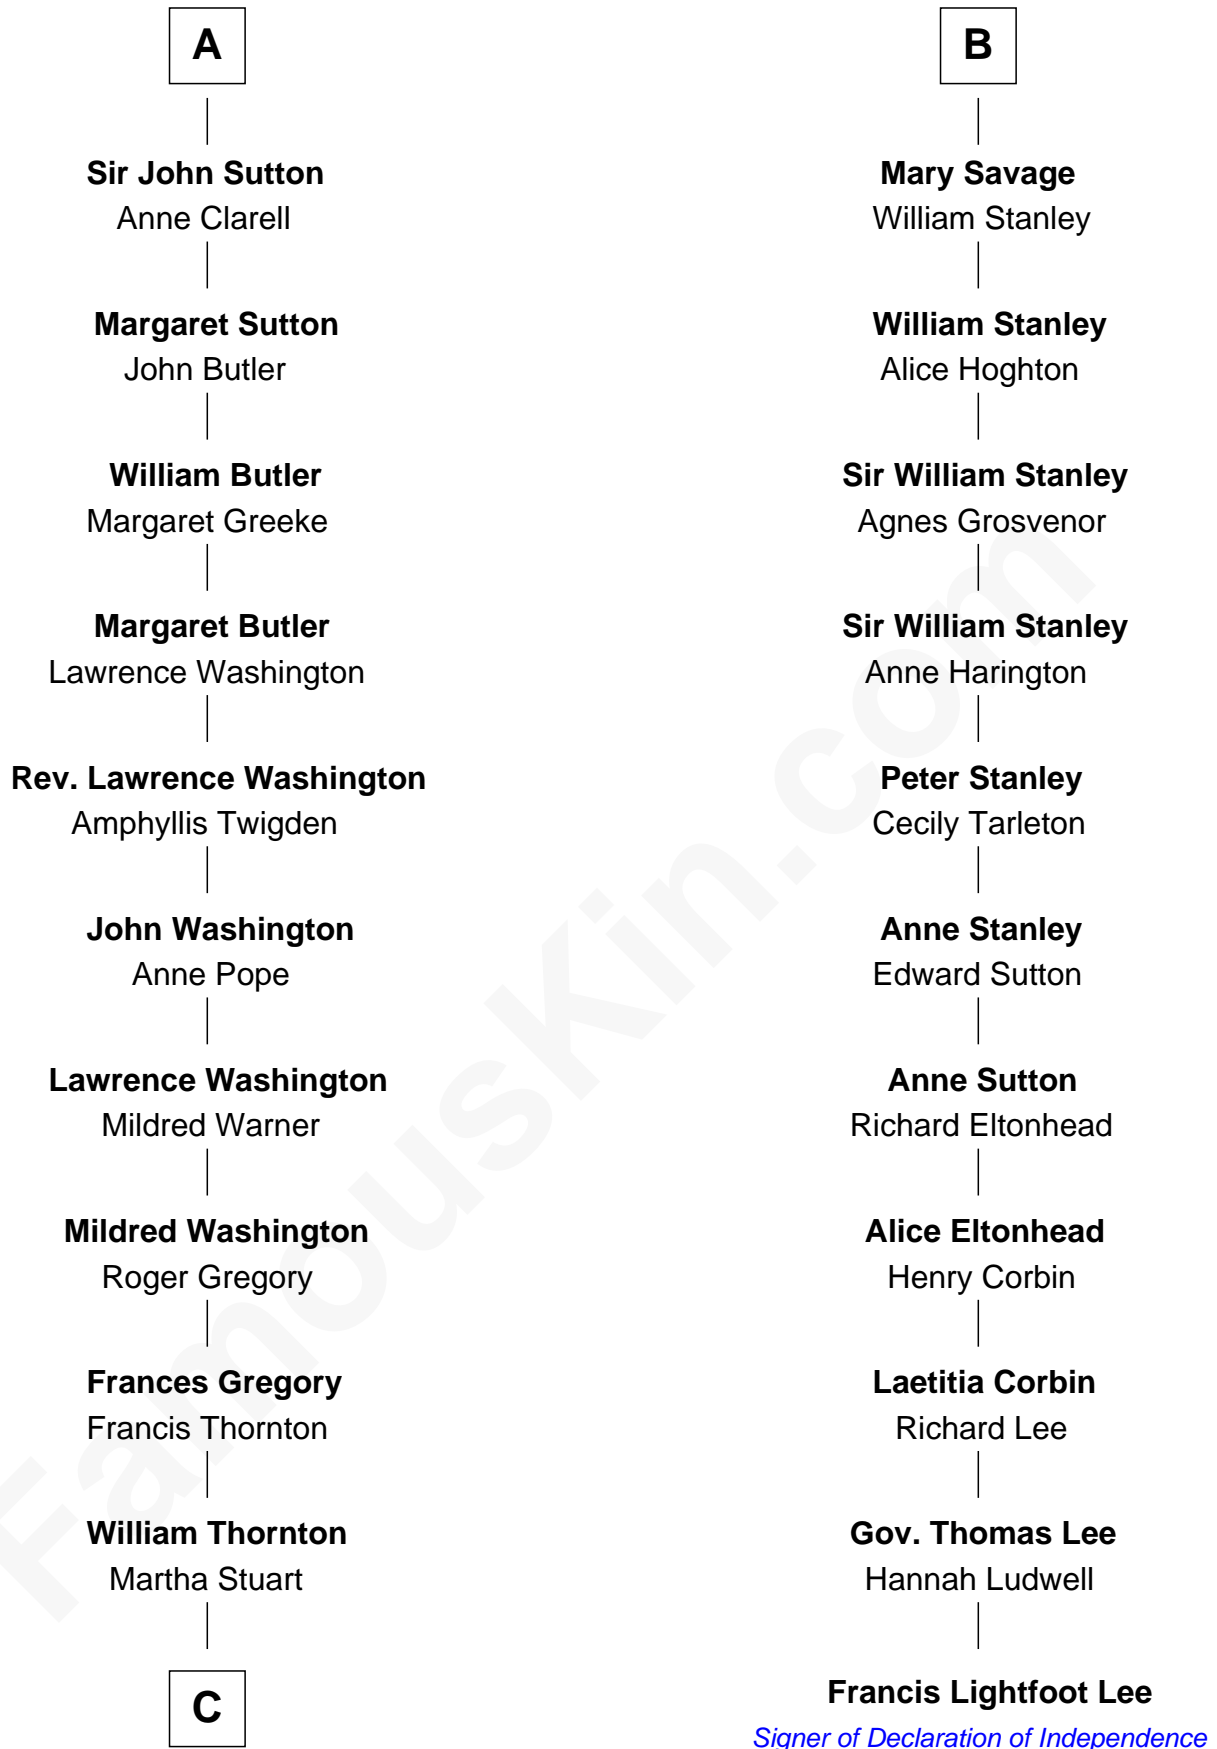 A
Sir John Sutton
Anne Clarell
Margaret Sutton
John Butler
William Butler
Margaret Greeke
Margaret Butler
Lawrence Washington
Rev. Lawrence Washington
Amphyllis Twigden
John Washington
Anne Pope
Lawrence Washington
Mildred Warner
Mildred Washington
Roger Gregory
Frances Gregory
Francis Thornton
William Thornton
Martha Stuart
C
B
Mary Savage
William Stanley
William Stanley
Alice Hoghton
Sir William Stanley
Agnes Grosvenor
Sir William Stanley
Anne Harington
Peter Stanley
Cecily Tarleton
Anne Stanley
Edward Sutton
Anne Sutton
Richard Eltonhead
Alice Eltonhead
Henry Corbin
Laetitia Corbin
Richard Lee
Gov. Thomas Lee
Hannah Ludwell
Francis Lightfoot Lee
Signer of Declaration of Independence
FamousKin.com